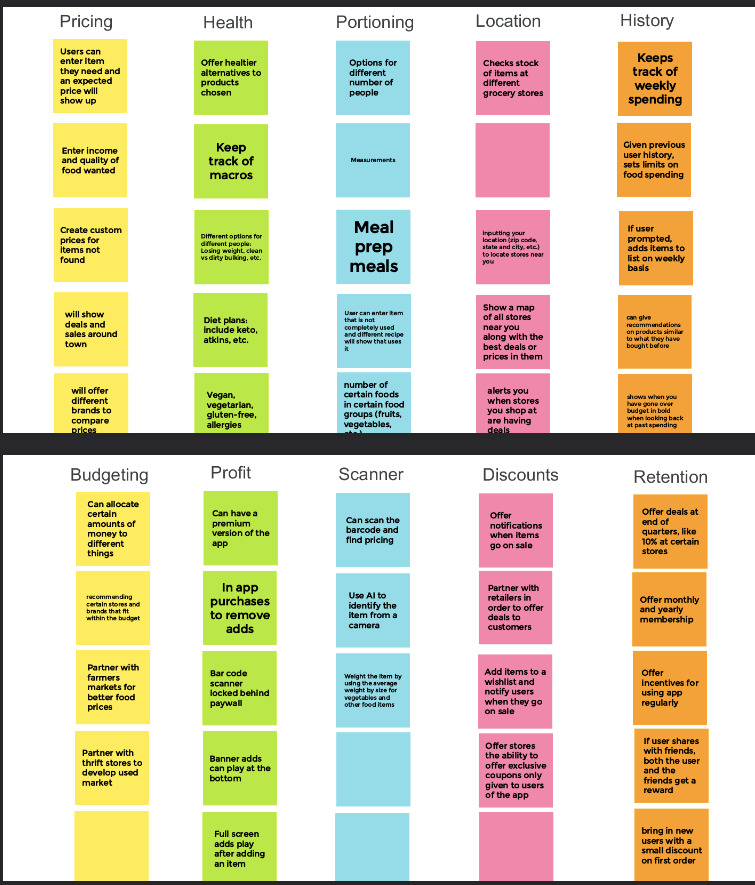 Pricing
Health
Portioning
Location
History
Users can
enter item
they need and
an expected
price will
show up
Offer healtier
alternatives to
products
chosen
Options for
different
number of
people
Checks stock
of items at
different
grocery stores
Keeps
track of
weekly
spending
Enter income
and quality of
food wanted
Keep
track of
macros
Measurements
Given previous
user history,
sets limits on
food spending
Create custom
prices for
items not
found
Different options for
different people:
Losing weight, clean
vs dirty bulking, etc.
Meal
prep
meals
inputting your
location (zip code,
state and city, etc.)
to locate stores near
you
If user
prompted,
adds items to
list on weekly
basis
will show
deals and
sales around
town
Diet plans:
include keto,
atkins, etc.
User can enter item
that is not
completely used
and different recipe
will show that uses
it
Show a map
of all stores
near you
along with the
best deals or
prices in them
can give
recommendations
on products similar
to what they have
bought before
will offer
different
brands to
compare
prices
Vegan,
vegetarian,
gluten-free,
allergies
number of
certain foods
in certain food
groups (fruits,
vegetables,
etc.)
alerts you
when stores
you shop at
are having
deals
shows when you
have gone over
budget in bold
when looking back
at past spending
Budgeting
Profit
Scanner
Discounts
Retention
Can allocate
certain
amounts of
money to
different
things
Can have a
premium
version of the
app
Can scan the
barcode and
find pricing
Offer
notifications
when items
go on sale
Offer deals at
end of
quarters, like
10% at certain
stores
recommending
certain stores and
brands that fit
within the budget
In app
purchases
to remove
adds
Use AI to
identify the
item from a
camera
Partner with
retailers in
order to offer
deals to
customers
Offer monthly
and yearly
membership
Partner with
farmers
markets for
better food
prices
Bar code
scanner
locked behind
paywall
Weight the item by
using the average
weight by size for
vegetables and
other food items
Add items to a
wishlist and
notify users
when they go
on sale
Offer
incentives for
using app
regularly
Partner with
thrift stores to
develop used
market
Banner adds
can play at the
bottom
Offer stores
the ability to
offer exclusive
coupons only
given to users
of the app
If user shares
with friends,
both the user
and the
friends get a
reward
Full screen
adds play
after adding
an item
bring in new
users with a
small discount
on first order